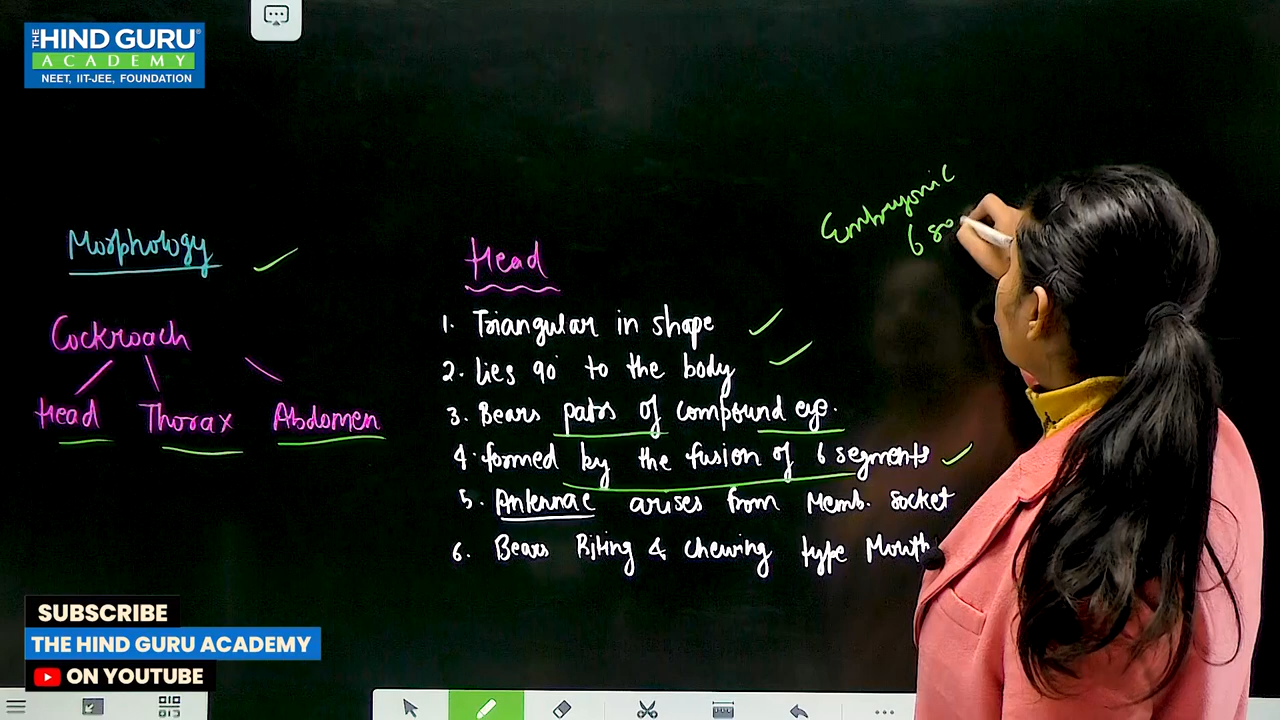 THE HIND GURU
ACADEMY
NEET, IIT-JEE, FOUNDATION
Embryonic
6 se
Morphology
Head
Cockroach
Head Thorax Abdomen
1. Triangular in shape
2. Lies 90° to the body
3. Bears pairs of compound eye.
4. formed by the fusion of 6 segments
5. Antennae arises from Memb. Socket
6. Bears Biting & chewing type Mouth
SUBSCRIBE
THE HIND GURU ACADEMY
ON YOUTUBE